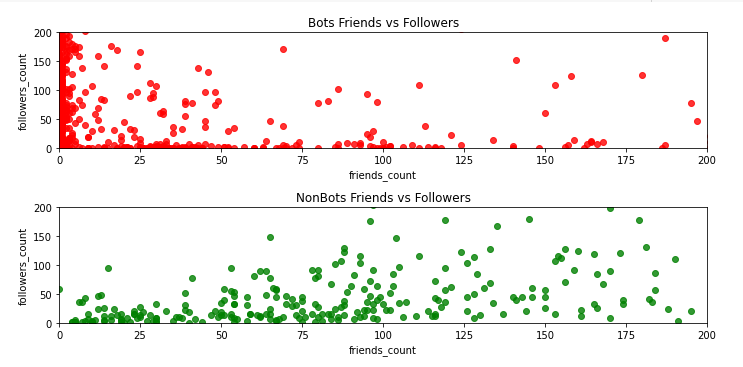 Bots Friends vs Followers
200
150
100
50
0
followers_count
0 25 50 75 100 125 150 175 200
friends_count
NonBots Friends vs Followers
200
150
100
50
0
followers_count
0 25 50 75 100 125 150 175 200
friends_count